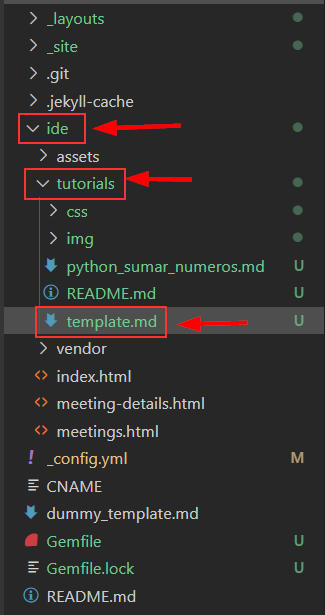 _layouts
_site
.git
.jekyll-cache
ide
assets
tutorials
css
img
python_sumar_numeros.md U
README.md U
template.md U
vendor
index.html
meeting-details.html
meetings.html
_config.yml M
CNAME
dummy_template.md
Gemfile U
Gemfile.lock U
README.md